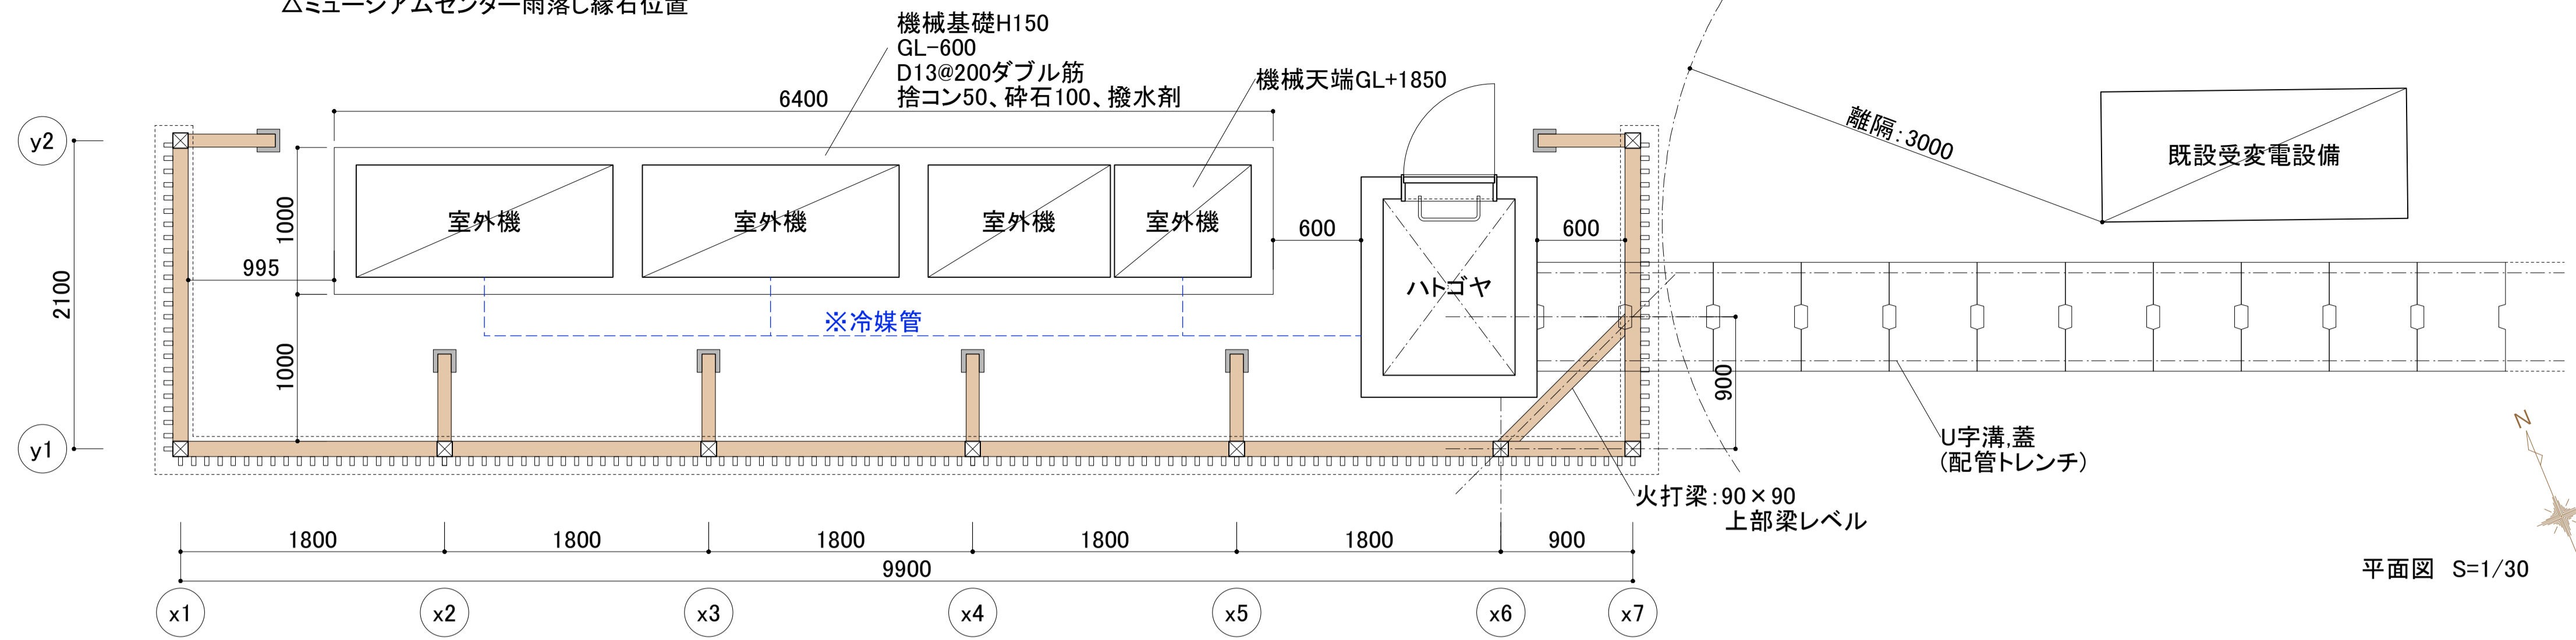 △ミュージアムセンター雨落し縁石位置
機械基礎H150
GL-600
D13@200ダブル筋
捨コン50、砕石100、撥水剤
機械天端GL+1850
6400
y2
離隔:3000
既設受変電設備
1000
室外機
室外機
室外機
室外機
600
600
995
2100
ハトゴヤ
※冷媒管
1000
900
y1
U字溝,蓋
(配管トレンチ)
N
火打梁:90×90
上部梁レベル
1800
1800
1800
1800
1800
900
9900
平面図 S=1/30
x1
x2
x3
x4
x5
x6
x7